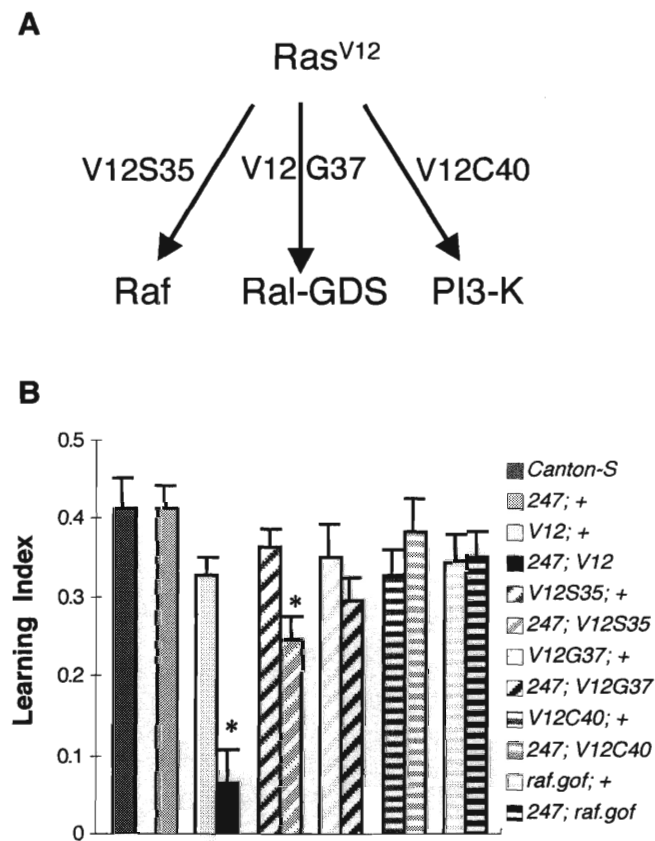 A
RasV12
V12S35
V12 G37
V12C40
Raf
Ral-GDS
PI3-K
B
Learning Index
0.5
0.4
0.3
0.2
0.1
0
*
*
Canton-S
247; +
V12; +
247; V12
V12S35; +
247; V12S35
V12G37; +
247; V12G37
V12C40; +
247; V12C40
raf.gof; +
247; raf.gof